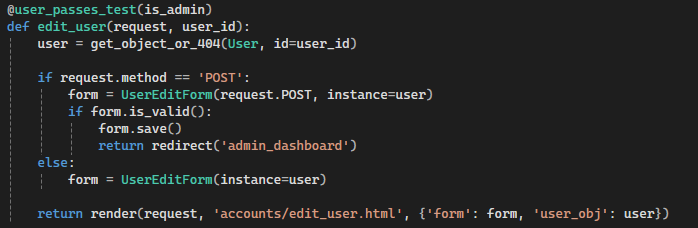 @user_passes_test(is_admin)
def edit_user(request, user_id):
    user = get_object_or_404(User, id=user_id)

    if request.method == 'POST':
        form = UserEditForm(request.POST, instance=user)
        if form.is_valid():
            form.save()
            return redirect('admin_dashboard')
    else:
        form = UserEditForm(instance=user)

    return render(request, 'accounts/edit_user.html', {'form': form, 'user_obj': user})